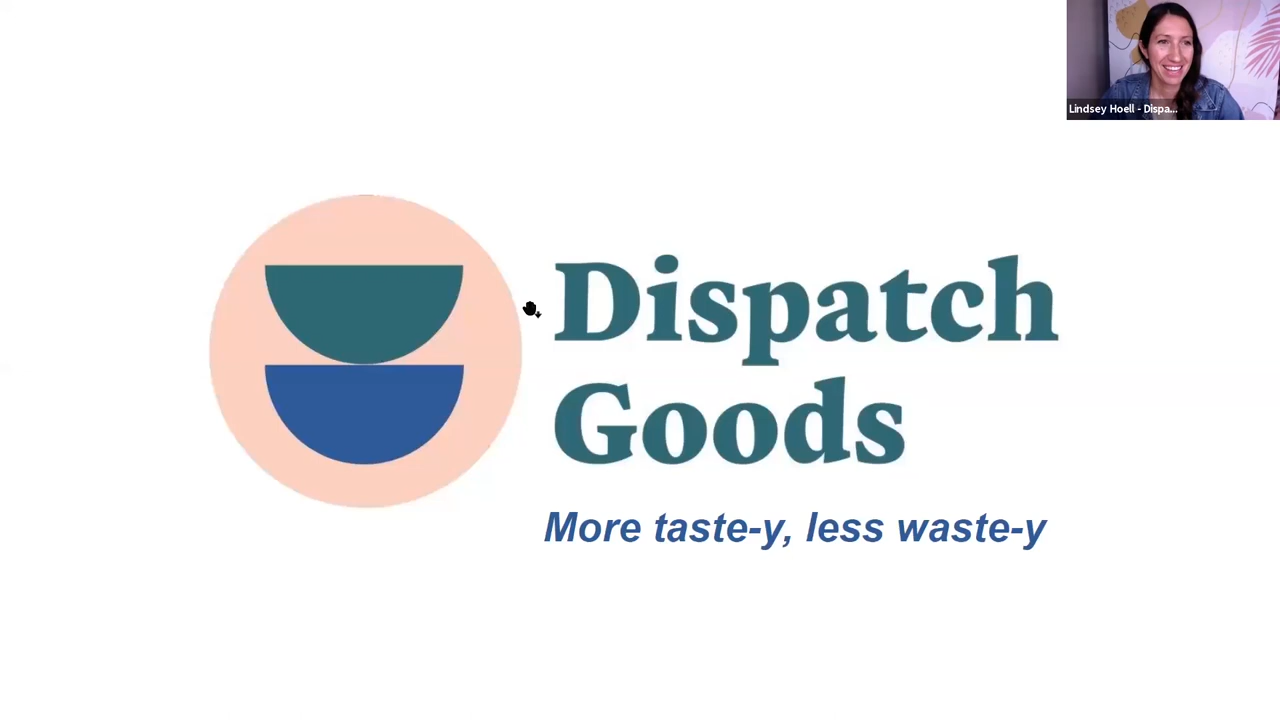 Lindsey Hoell - Dispa...
Dispatch
Goods
More taste-y, less waste-y